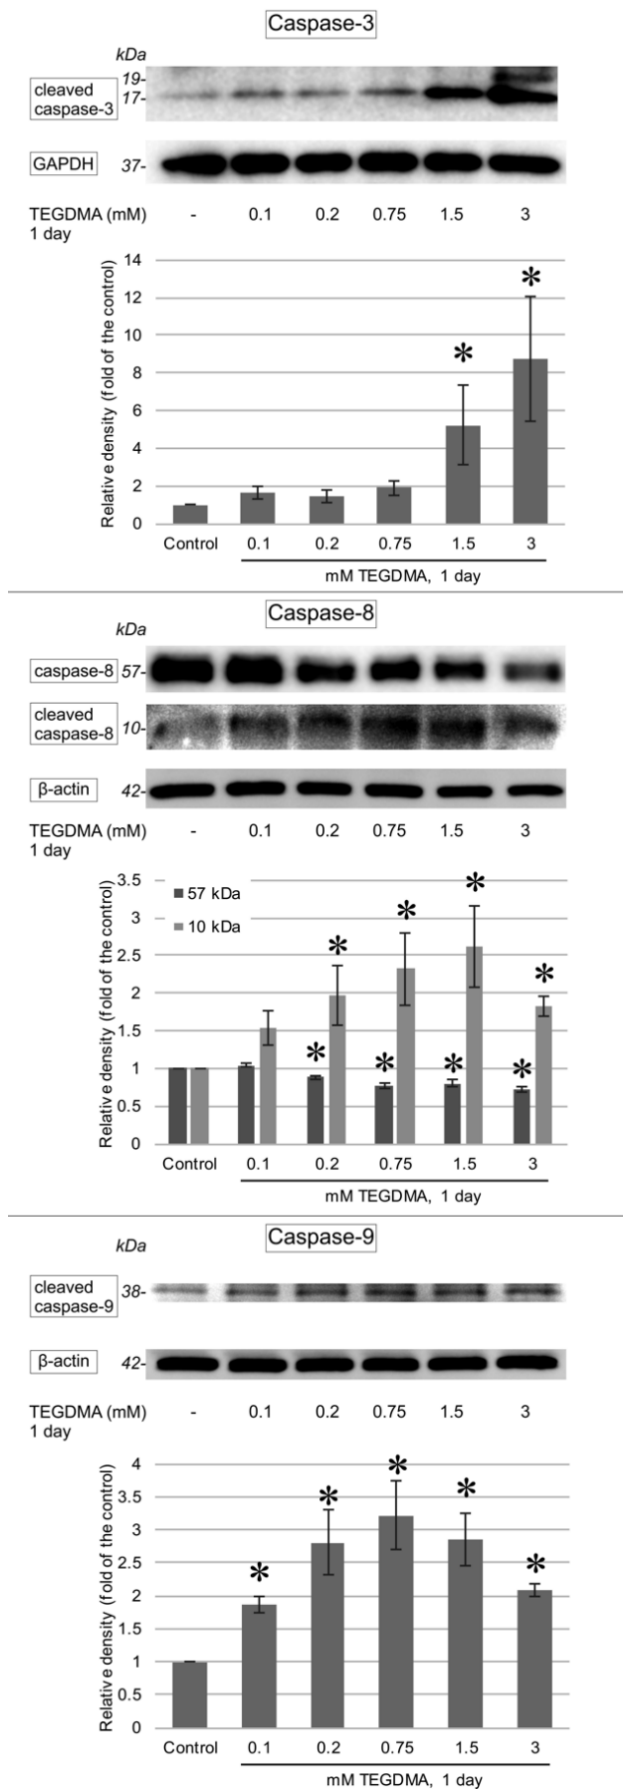 Caspase-3
kDa
19-
cleaved caspase-3 17-
GAPDH 37-
TEGDMA (mM) - 0.1 0.2 0.75 1.5 3
1 day
Relative density (fold of the control)
14
12
10
8
6
4
2
0
* *
Control 0.1 0.2 0.75 1.5 3
mM TEGDMA, 1 day
Caspase-8
kDa
caspase-8 57-
cleaved caspase-8 10-
β-actin 42-
TEGDMA (mM) - 0.1 0.2 0.75 1.5 3
1 day
Relative density (fold of the control)
3.5
3
2.5
2
1.5
1
0.5
0
57 kDa
10 kDa
* * * * * * * *
Control 0.1 0.2 0.75 1.5 3
mM TEGDMA, 1 day
Caspase-9
kDa
cleaved caspase-9 38-
β-actin 42-
TEGDMA (mM) - 0.1 0.2 0.75 1.5 3
1 day
Relative density (fold of the control)
4
3.5
3
2.5
2
1.5
1
0.5
0
* * * * *
Control 0.1 0.2 0.75 1.5 3
mM TEGDMA, 1 day